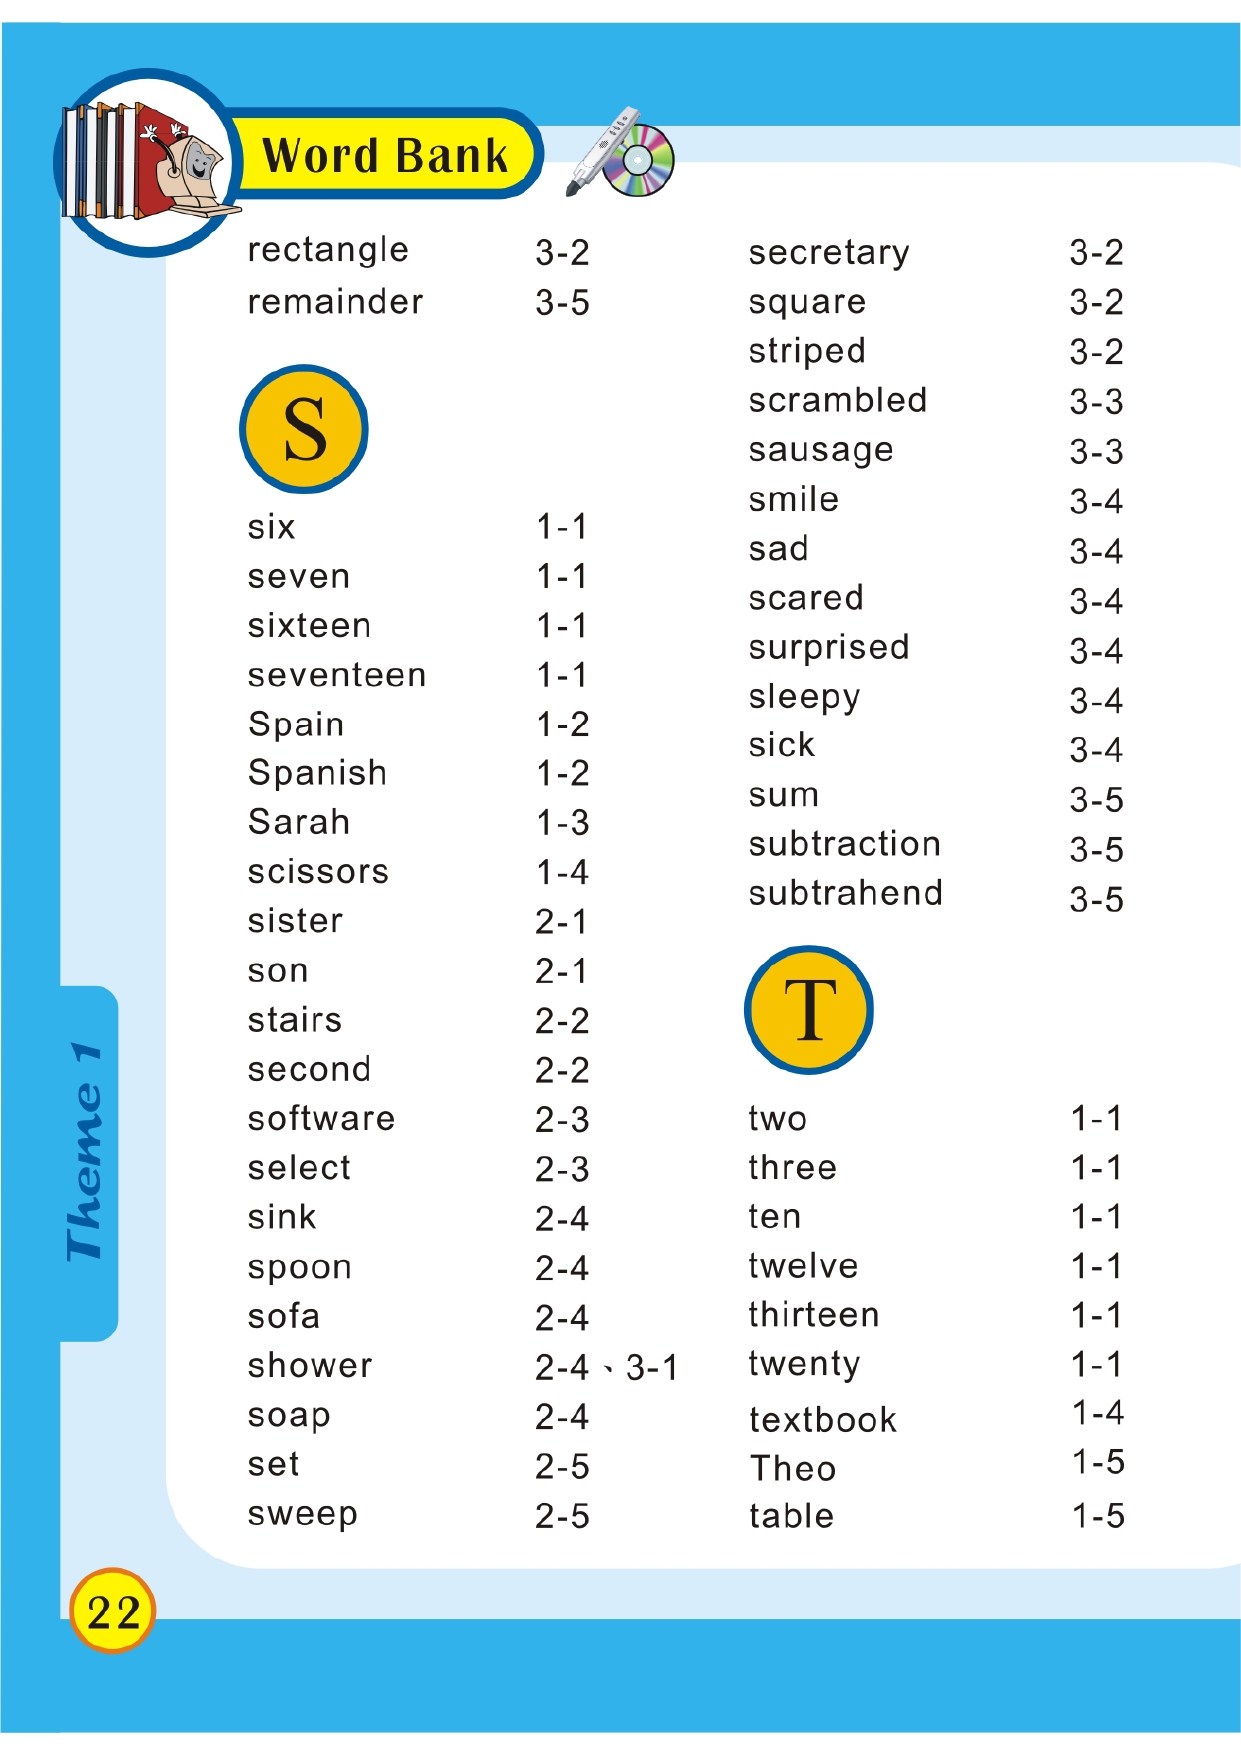 Word Bank
rectangle 3-2
remainder 3-5
S
six 1-1
seven 1-1
sixteen 1-1
seventeen 1-1
Spain 1-2
Spanish 1-2
Sarah 1-3
scissors 1-4
sister 2-1
son 2-1
stairs 2-2
second 2-2
software 2-3
select 2-3
sink 2-4
spoon 2-4
sofa 2-4
shower 2-4、3-1
soap 2-4
set 2-5
sweep 2-5
secretary 3-2
square 3-2
striped 3-2
scrambled 3-3
sausage 3-3
smile 3-4
sad 3-4
scared 3-4
surprised 3-4
sleepy 3-4
sick 3-4
sum 3-5
subtraction 3-5
subtrahend 3-5
T
two 1-1
three 1-1
ten 1-1
twelve 1-1
thirteen 1-1
twenty 1-1
textbook 1-4
Theo 1-5
table 1-5
Theme 1
22